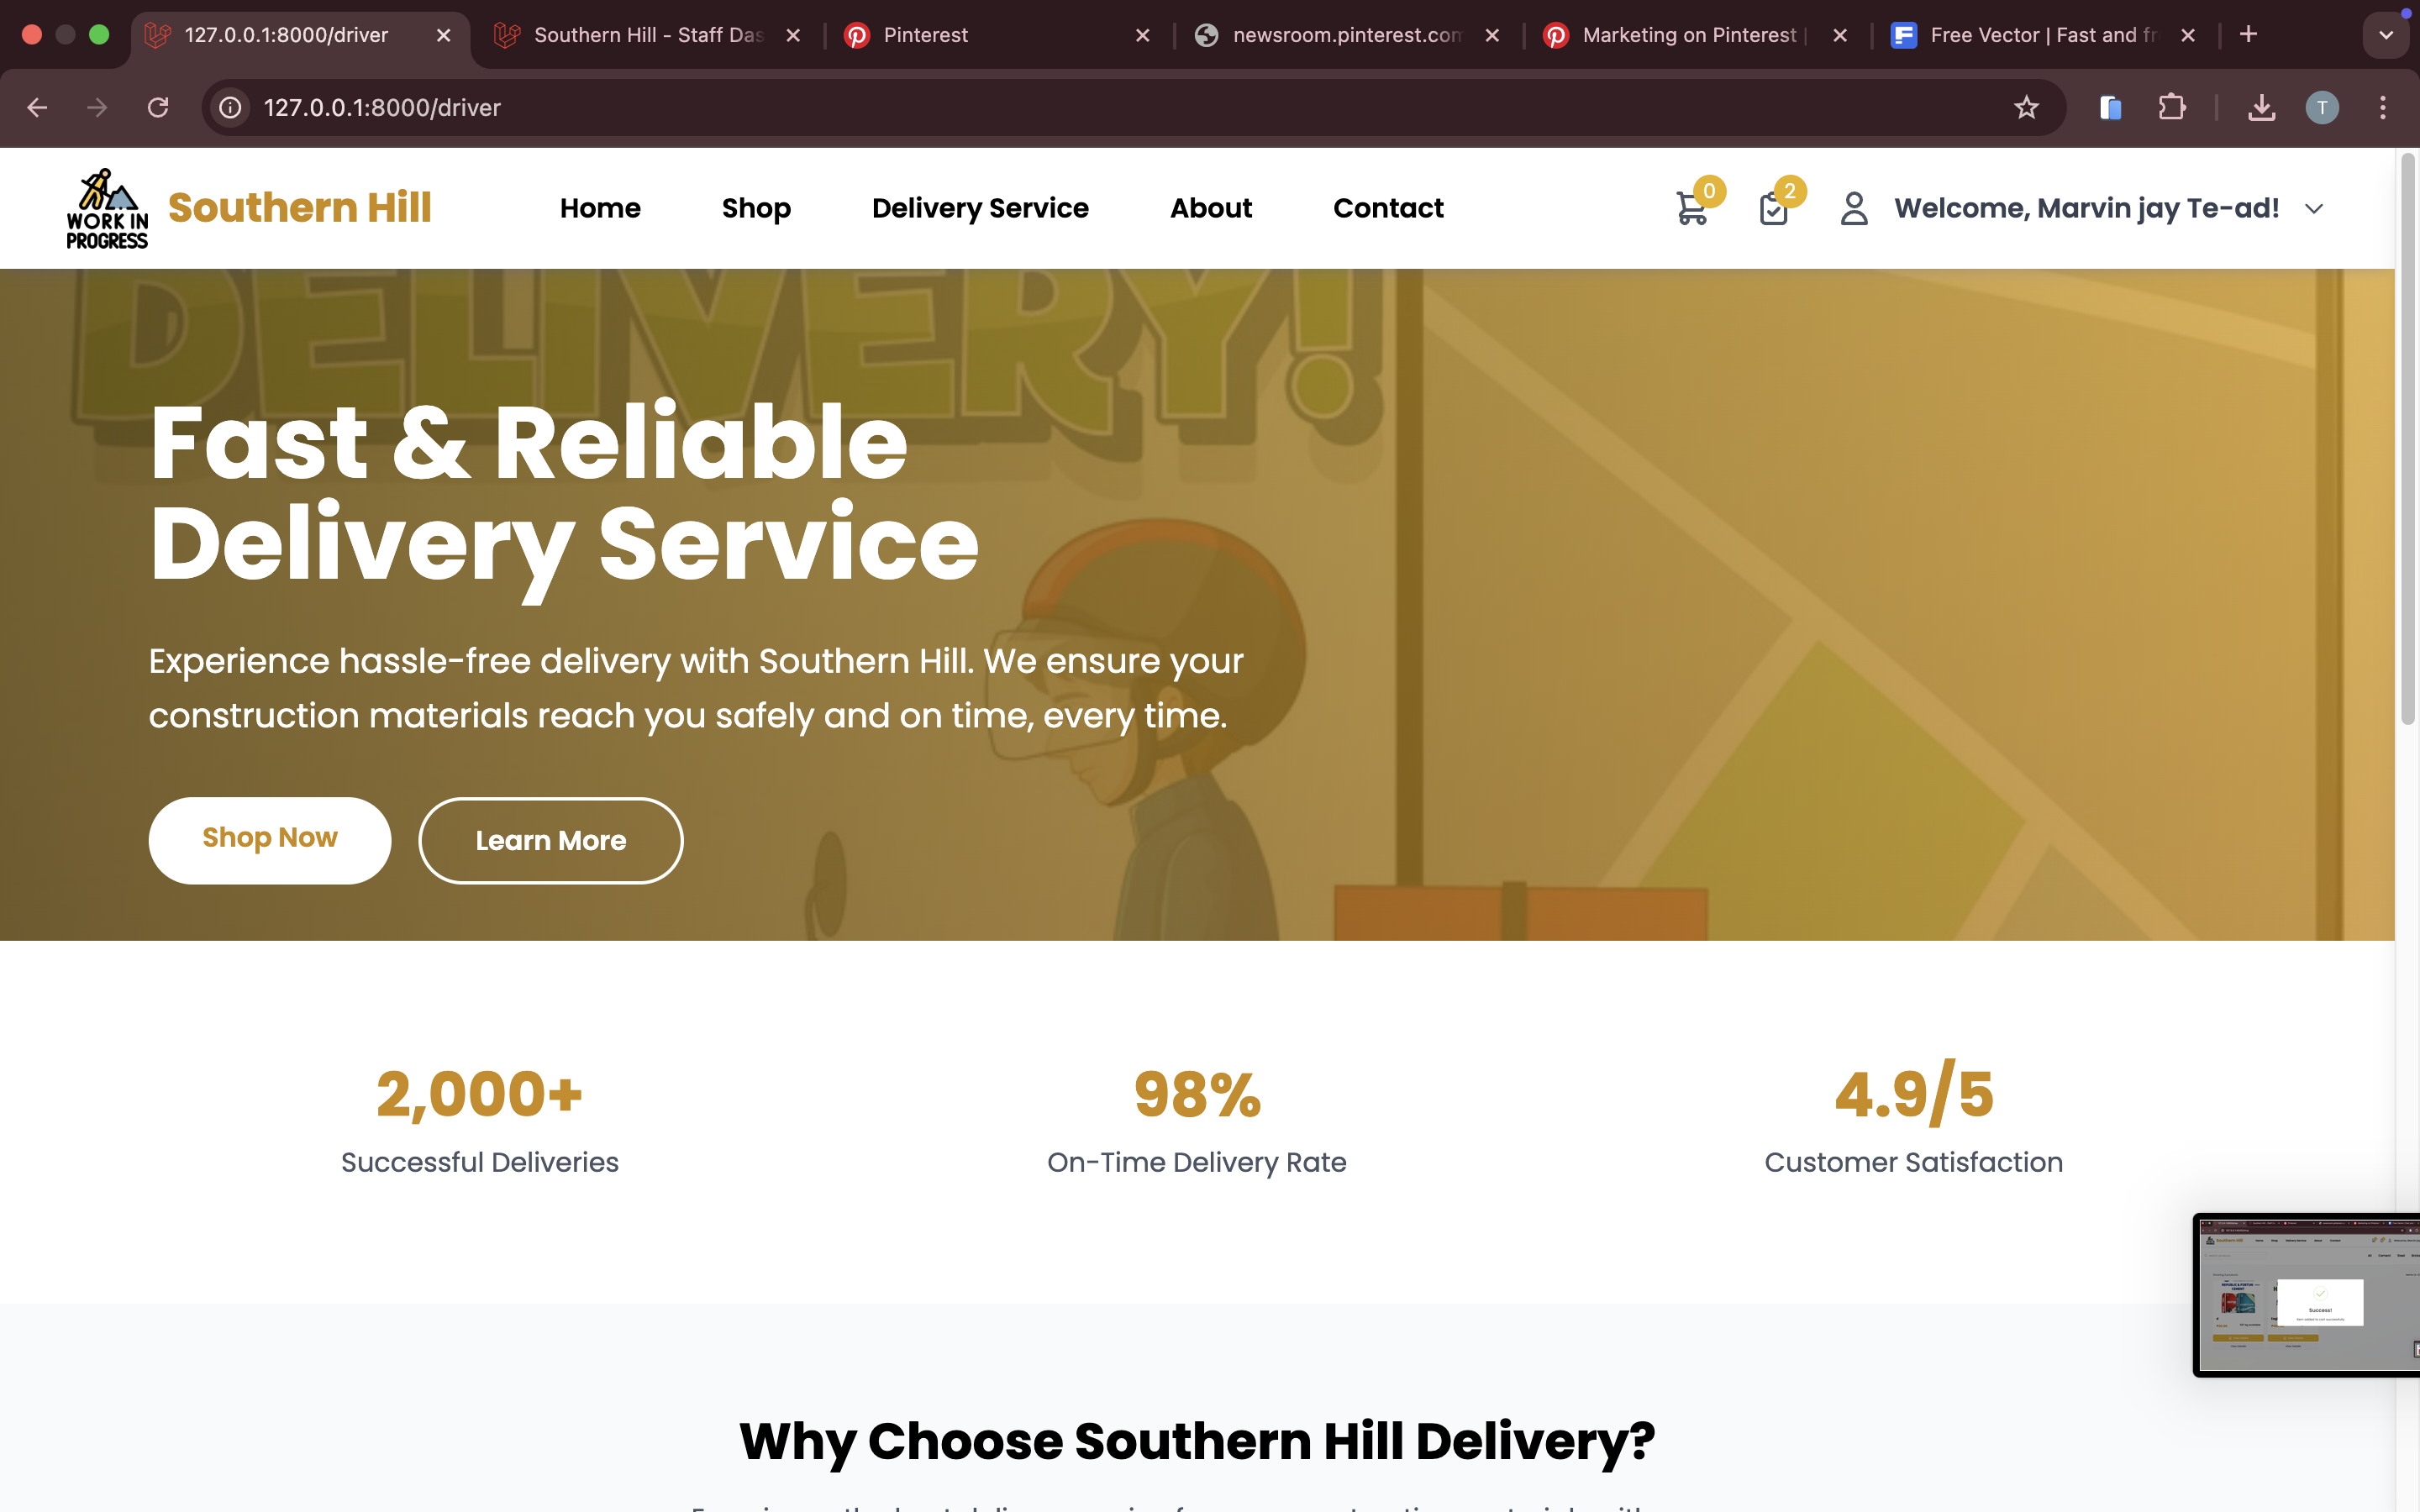 127.0.0.1:8000/driver
Southern Hill - Staff Das
Pinterest
newsroom.pinterest.com
Marketing on Pinterest |
Free Vector | Fast and fr
127.0.0.1:8000/driver
T
WORK IN
PROGRESS
Southern Hill
Home
Shop
Delivery Service
About
Contact
0
2
Welcome, Marvin jay Te-ad!
DELIVERY!
Fast & Reliable
Delivery Service
Experience hassle-free delivery with Southern Hill. We ensure your
construction materials reach you safely and on time, every time.
Shop Now
Learn More
2,000+
Successful Deliveries
98%
On-Time Delivery Rate
4.9/5
Customer Satisfaction
Success!
Why Choose Southern Hill Delivery?